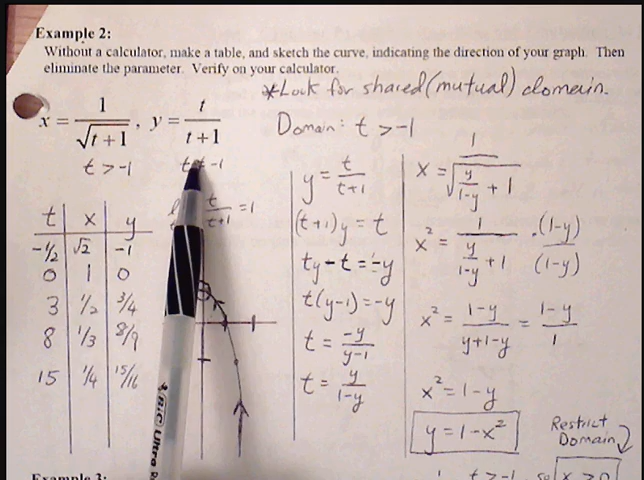 Example 2:
Without a calculator, make a table, and sketch the curve, indicating the direction of your graph. Then
eliminate the parameter. Verify on your calculator.
*Look for shared (mutual) domain.
x = 1/√(t+1), y = t/(t+1)
Domain: t > -1
t > -1
t/(t+1) = 1
t | x | y
-1/2 | √2 | -1
0 | 1 | 0
3 | 1/2 | 3/4
8 | 1/3 | 8/9
15 | 1/4 | 15/16
y = t/(t+1)
(t+1)y = t
ty - t = -y
t(y-1) = -y
t = -y/(y-1)
t = y/(1-y)
x = 1/√(y/(1-y) + 1)
x² = 1/(y/(1-y) + 1) · (1-y)/(1-y)
x² = (1-y)/(y+1-y) = (1-y)/1
x² = 1-y
y = 1-x²
Restrict
Domain
t > -1, so x > 0
BIC Ultra
Example 3: